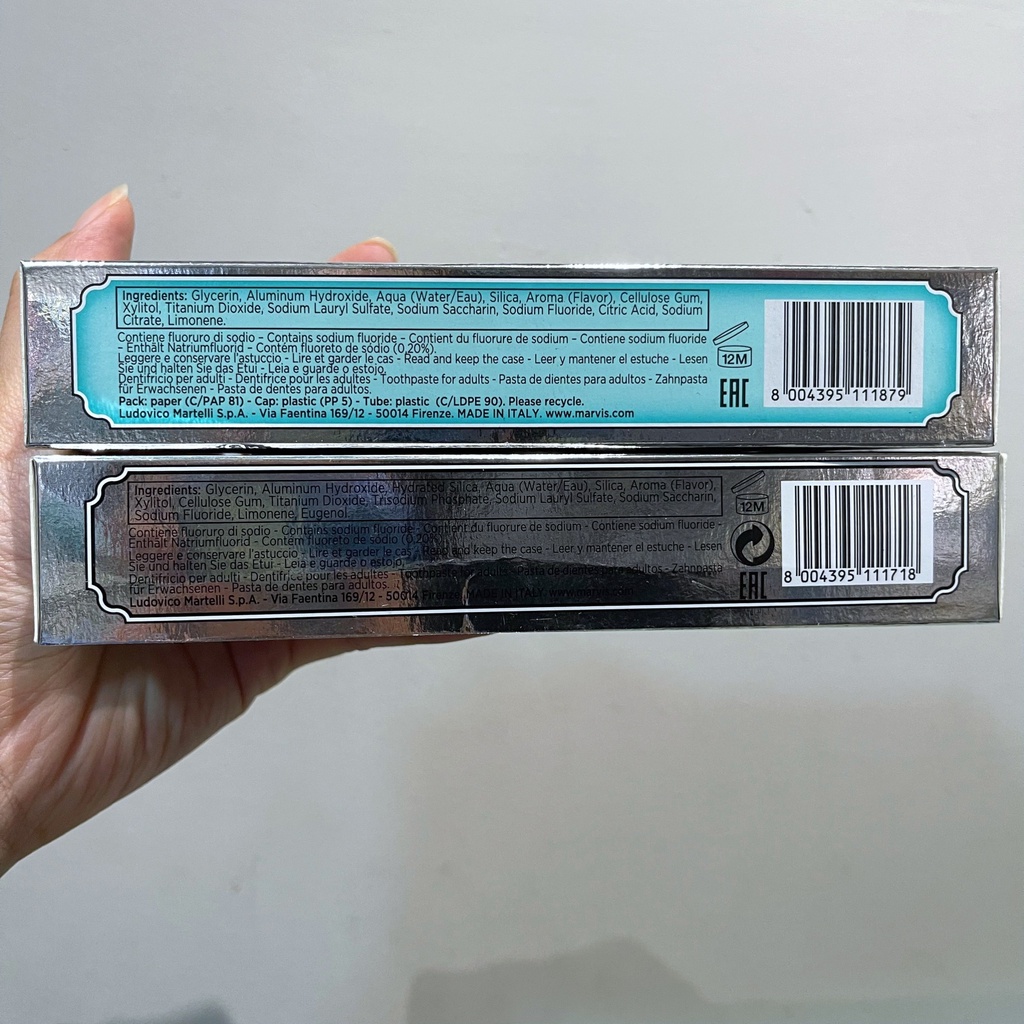 Ingredients: Glycerin, Aluminum Hydroxide, Aqua (Water/Eau), Silica, Aroma (Flavor), Cellulose Gum,
Xylitol, Titanium Dioxide, Sodium Lauryl Sulfate, Sodium Saccharin, Sodium Fluoride, Citric Acid, Sodium
Citrate, Limonene.
Contiene fluoruro di sodio - Contains sodium fluoride - Contient du fluorure de sodium - Contiene sodium fluoride
- Enthält Natriumfluorid - Contém fluoreto de sódio (0,20%).
Leggere e conservare l'astuccio - Lire et garder le cas - Read and keep the case - Leer y mantener el estuche - Lesen
Sie und halten Sie das Etui - Leia e guarde o estojo.
Dentifricio per adulti - Dentifrice pour les adultes - Toothpaste for adults - Pasta de dientes para adultos - Zahnpasta
für Erwachsenen - Pasta de dentes para adultos.
Pack: paper (C/PAP 81) - Cap: plastic (PP 5) - Tube: plastic (C/LDPE 90). Please recycle.
Ludovico Martelli S.p.A. - Via Faentina 169/12 - 50014 Firenze. MADE IN ITALY. www.marvis.com
12M
EAC
8 004395 111879
Ingredients: Glycerin, Aluminum Hydroxide, Hydrated Silica, Aqua (Water/Eau), Silica, Aroma (Flavor),
Xylitol, Cellulose Gum, Titanium Dioxide, Trisodium Phosphate, Sodium Lauryl Sulfate, Sodium Saccharin,
Sodium Fluoride, Limonene, Eugenol.
Contiene fluoruro di sodio - Contains sodium fluoride - Contient du fluorure de sodium - Contiene sodium fluoride -
Enthält Natriumfluorid - Contém fluoreto de sódio (0,20%
Leggere e conservare l'astuccio - Lire et garder le cas - Read and keep the case - Leer y mantener el estuche - Lesen
Sie und halten Sie das Etui - Leia e guarde o estojo.
Dentifricio per adulti - Dentifrice pour les adultes - Toothpaste for adults - Pasta de dientes para adultos - Zahnpasta
für Erwachsenen - Pasta de dentes para adultos.
Ludovico Martelli S.p.A. - Via Faentina 169/12 - 50014 Firenze. MADE IN ITALY. www.marvis.com
12M
EAC
8 004395 111718